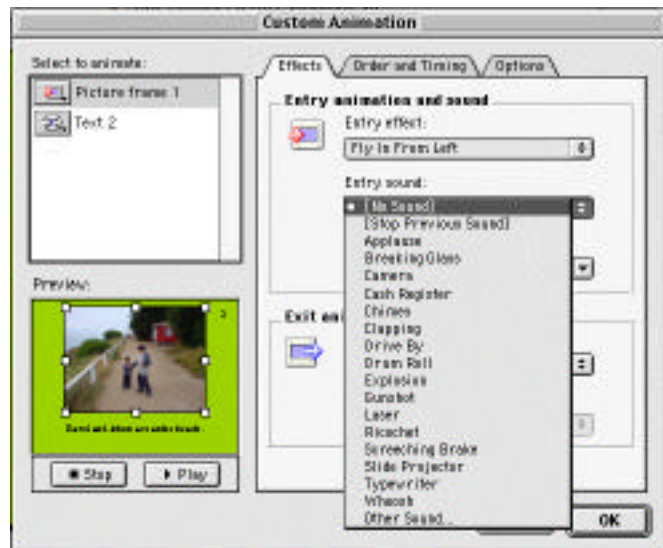 Custom Animation
Select to animate:
Picture frame 1
Text 2
Preview:
3
Stop
Play
Effects
Order and Timing
Options
Entry animation and sound
Entry effect:
Fly In From Left
Entry sound:
[No Sound]
[Stop Previous Sound]
Applause
Breaking Glass
Camera
Cash Register
Chimes
Clapping
Drive By
Drum Roll
Explosion
Gunshot
Laser
Ricochet
Screeching Brake
Slide Projector
Typewriter
Whoosh
Other Sound...
Exit ani
OK